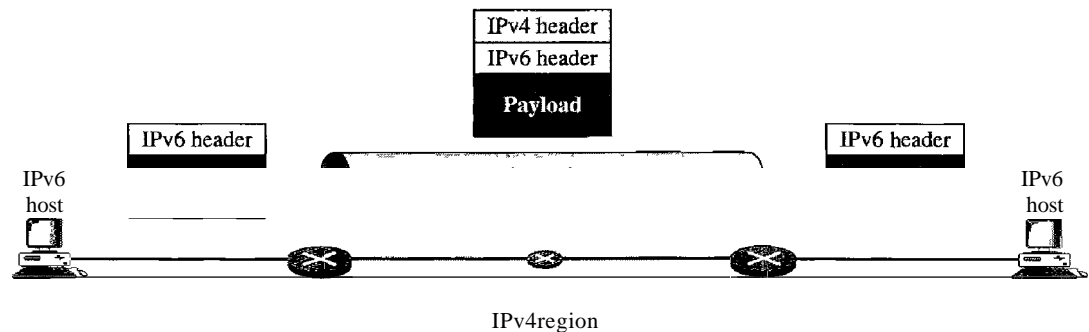 IPv4 header
IPv6 header
Payload
IPv6 header
IPv6 header
IPv6
host
IPv6
host
IPv4region